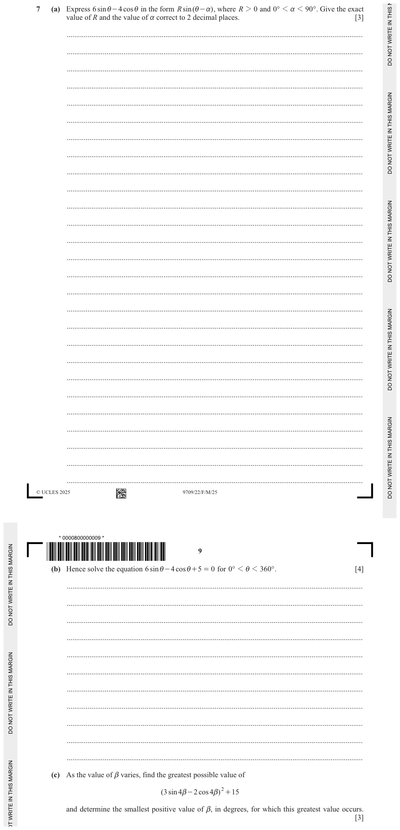 7 (a) Express 6 sin θ − 4 cos θ in the form R sin(θ − α), where R > 0 and 0° < α < 90°. Give the exact
value of R and the value of α correct to 2 decimal places. [3]
DO NOT WRITE IN THIS MARGIN
DO NOT WRITE IN THIS MARGIN
DO NOT WRITE IN THIS MARGIN
DO NOT WRITE IN THIS MARGIN
DO NOT WRITE IN THIS MARGIN
© UCLES 2025 9709/22/F/M/25
* 0000800000009 *
9
(b) Hence solve the equation 6 sin θ − 4 cos θ + 5 = 0 for 0° < θ < 360°. [4]
(c) As the value of β varies, find the greatest possible value of
(3 sin 4β − 2 cos 4β)² + 15
and determine the smallest positive value of β, in degrees, for which this greatest value occurs.
[3]
DO NOT WRITE IN THIS MARGIN
DO NOT WRITE IN THIS MARGIN
T WRITE IN THIS MARGIN